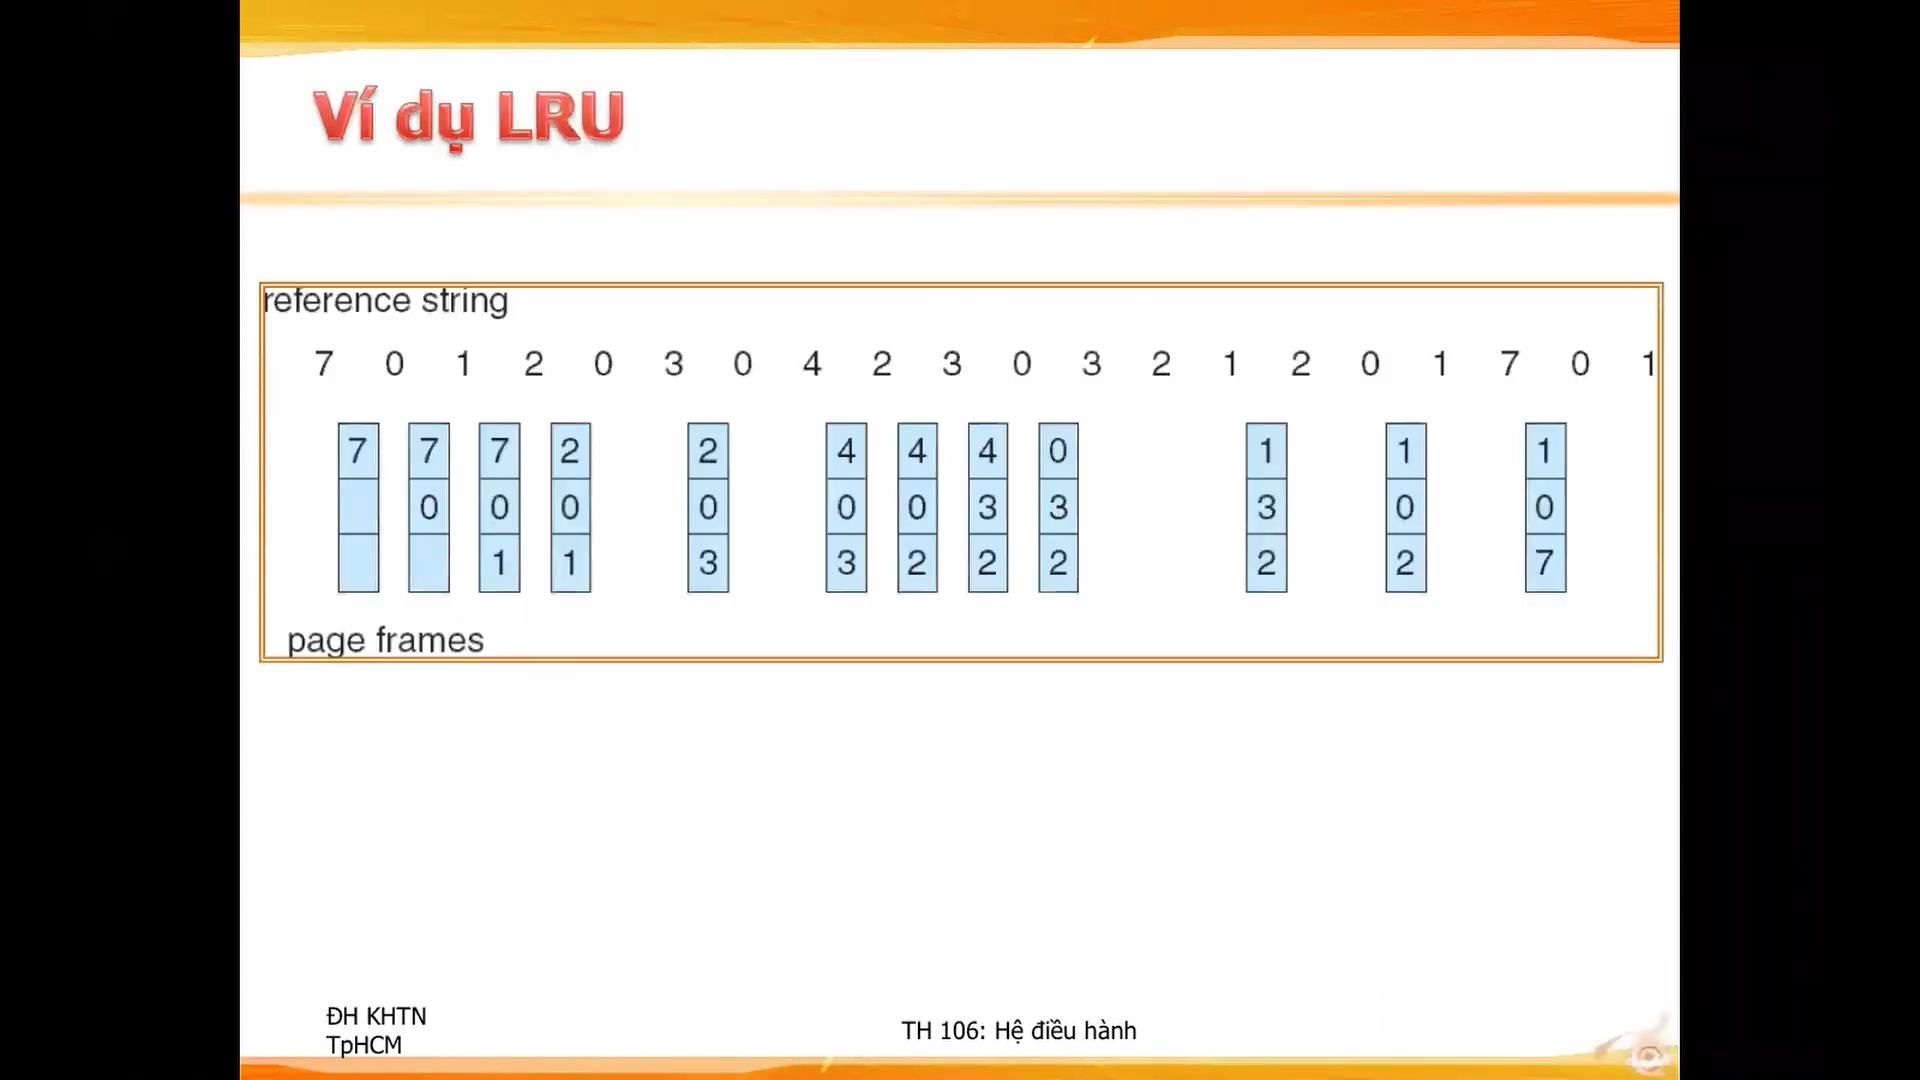 Ví dụ LRU
reference string
7 0 1 2 0 3 0 4 2 3 0 3 2 1 2 0 1 7 0 1
7 7 7 2 2 4 4 4 0 1 1 1
0 0 0 0 0 0 3 3 3 0 0
1 1 3 3 2 2 2 2 2 7
page frames
ĐH KHTN
TpHCM
TH 106: Hệ điều hành